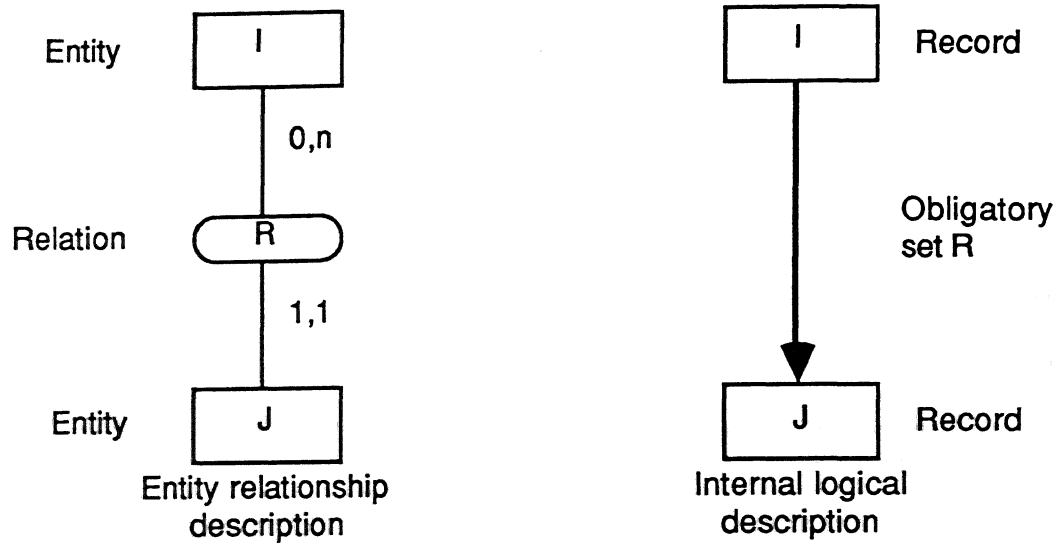 Entity
I
0,n
Relation
R
1,1
Entity
J
Entity relationship
description
I
Record
Obligatory
set R
J
Record
Internal logical
description